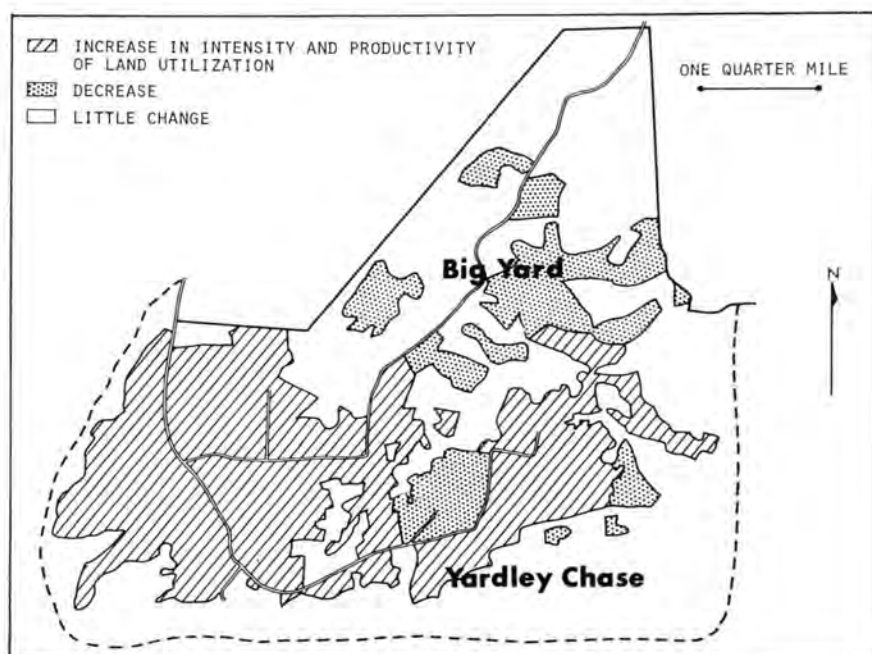 INCREASE IN INTENSITY AND PRODUCTIVITY
OF LAND UTILIZATION
DECREASE
LITTLE CHANGE
ONE QUARTER MILE
N
Big Yard
Yardley Chase